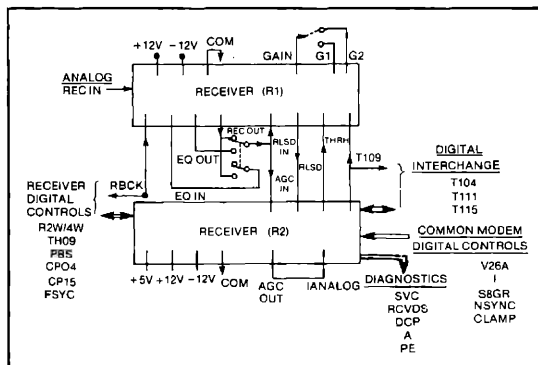 +12V -12V COM GAIN G1 G2
ANALOG
REC IN
RECEIVER (R1)
REC OUT
RLSD
IN
THRH
EQ OUT
RLSD
T109
DIGITAL
INTERCHANGE
T104
T111
T115
RECEIVER
DIGITAL
CONTROLS
RBCK
EQ IN
AGC
IN
R2W/4W
TH09
PBS
CPO4
CP15
FSYC
RECEIVER (R2)
COMMON MODEM
DIGITAL CONTROLS
V26A
I
SBGR
NSYNC
CLAMP
+5V +12V -12V COM AGC
OUT
IANALOG
DIAGNOSTICS
SVC
RCVDS
DCP
A
PE